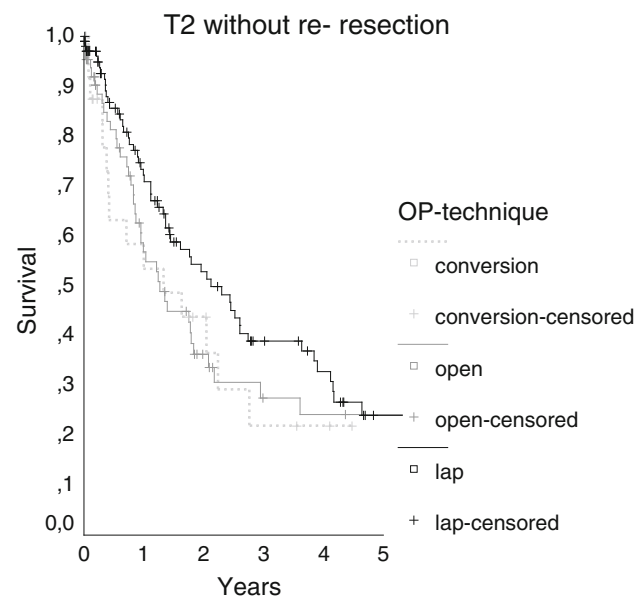 T2 without re- resection
1,0
,9
,8
,7
,6
,5
,4
,3
,2
,1
0,0
Survival
0 1 2 3 4 5
Years
OP-technique
conversion
conversion-censored
open
open-censored
lap
lap-censored